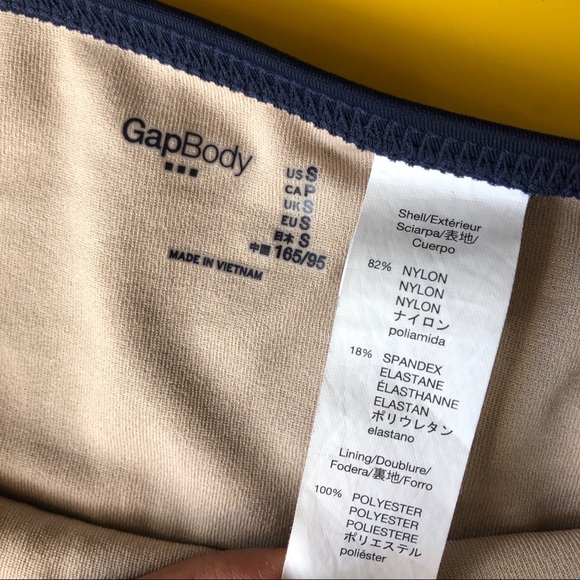 GapBody
US S
CA P
UK S
EU S
日本 S
中國 165/95
MADE IN VIETNAM
Shell/Extérieur
Sciarpa/表地/
Cuerpo
82% NYLON
NYLON
NYLON
ナイロン
poliamida
18% SPANDEX
ELASTANE
ÉLASTHANNE
ELASTAN
ポリウレタン
elastano
Lining/Doublure/
Fodera/裏地/Forro
100% POLYESTER
POLYESTER
POLIESTERE
ポリエステル
poliéster